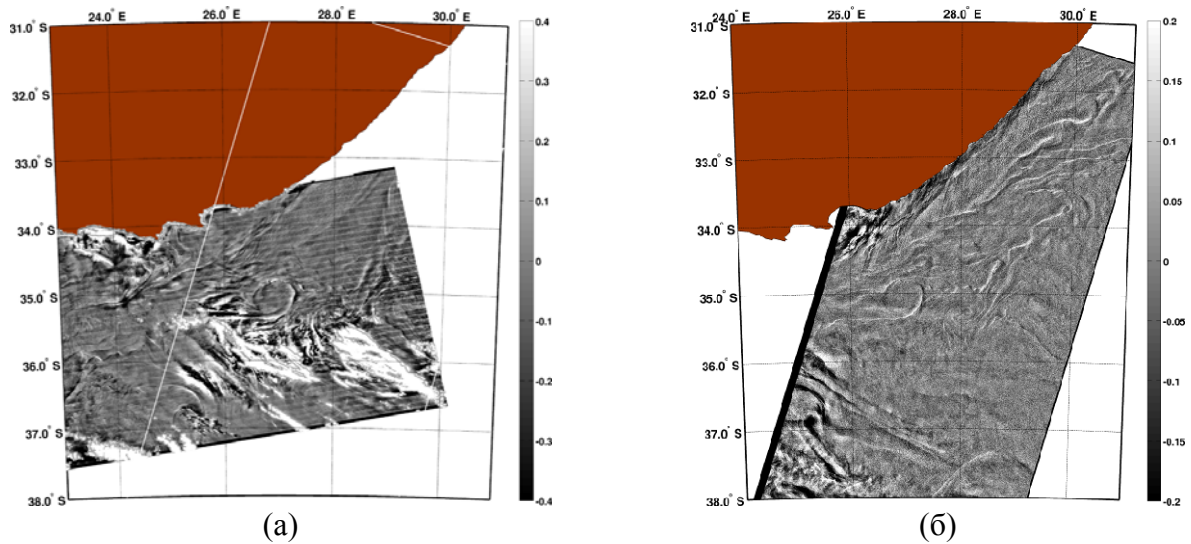 26.0° E 28.0° E
31.0° S 30.0° E 0.4
32.0° S 0.3
33.0° S 0.2
34.0° S 0.1
35.0° S 0
36.0° S -0.1
37.0° S -0.2
38.0° S -0.3
-0.4
(а)
24.0° E 26.0° E 28.0° E 30.0° E
31.0° S 0.2
32.0° S 0.15
33.0° S 0.1
34.0° S 0.05
35.0° S 0
36.0° S -0.05
37.0° S -0.1
38.0° S -0.15
-0.2
(б)